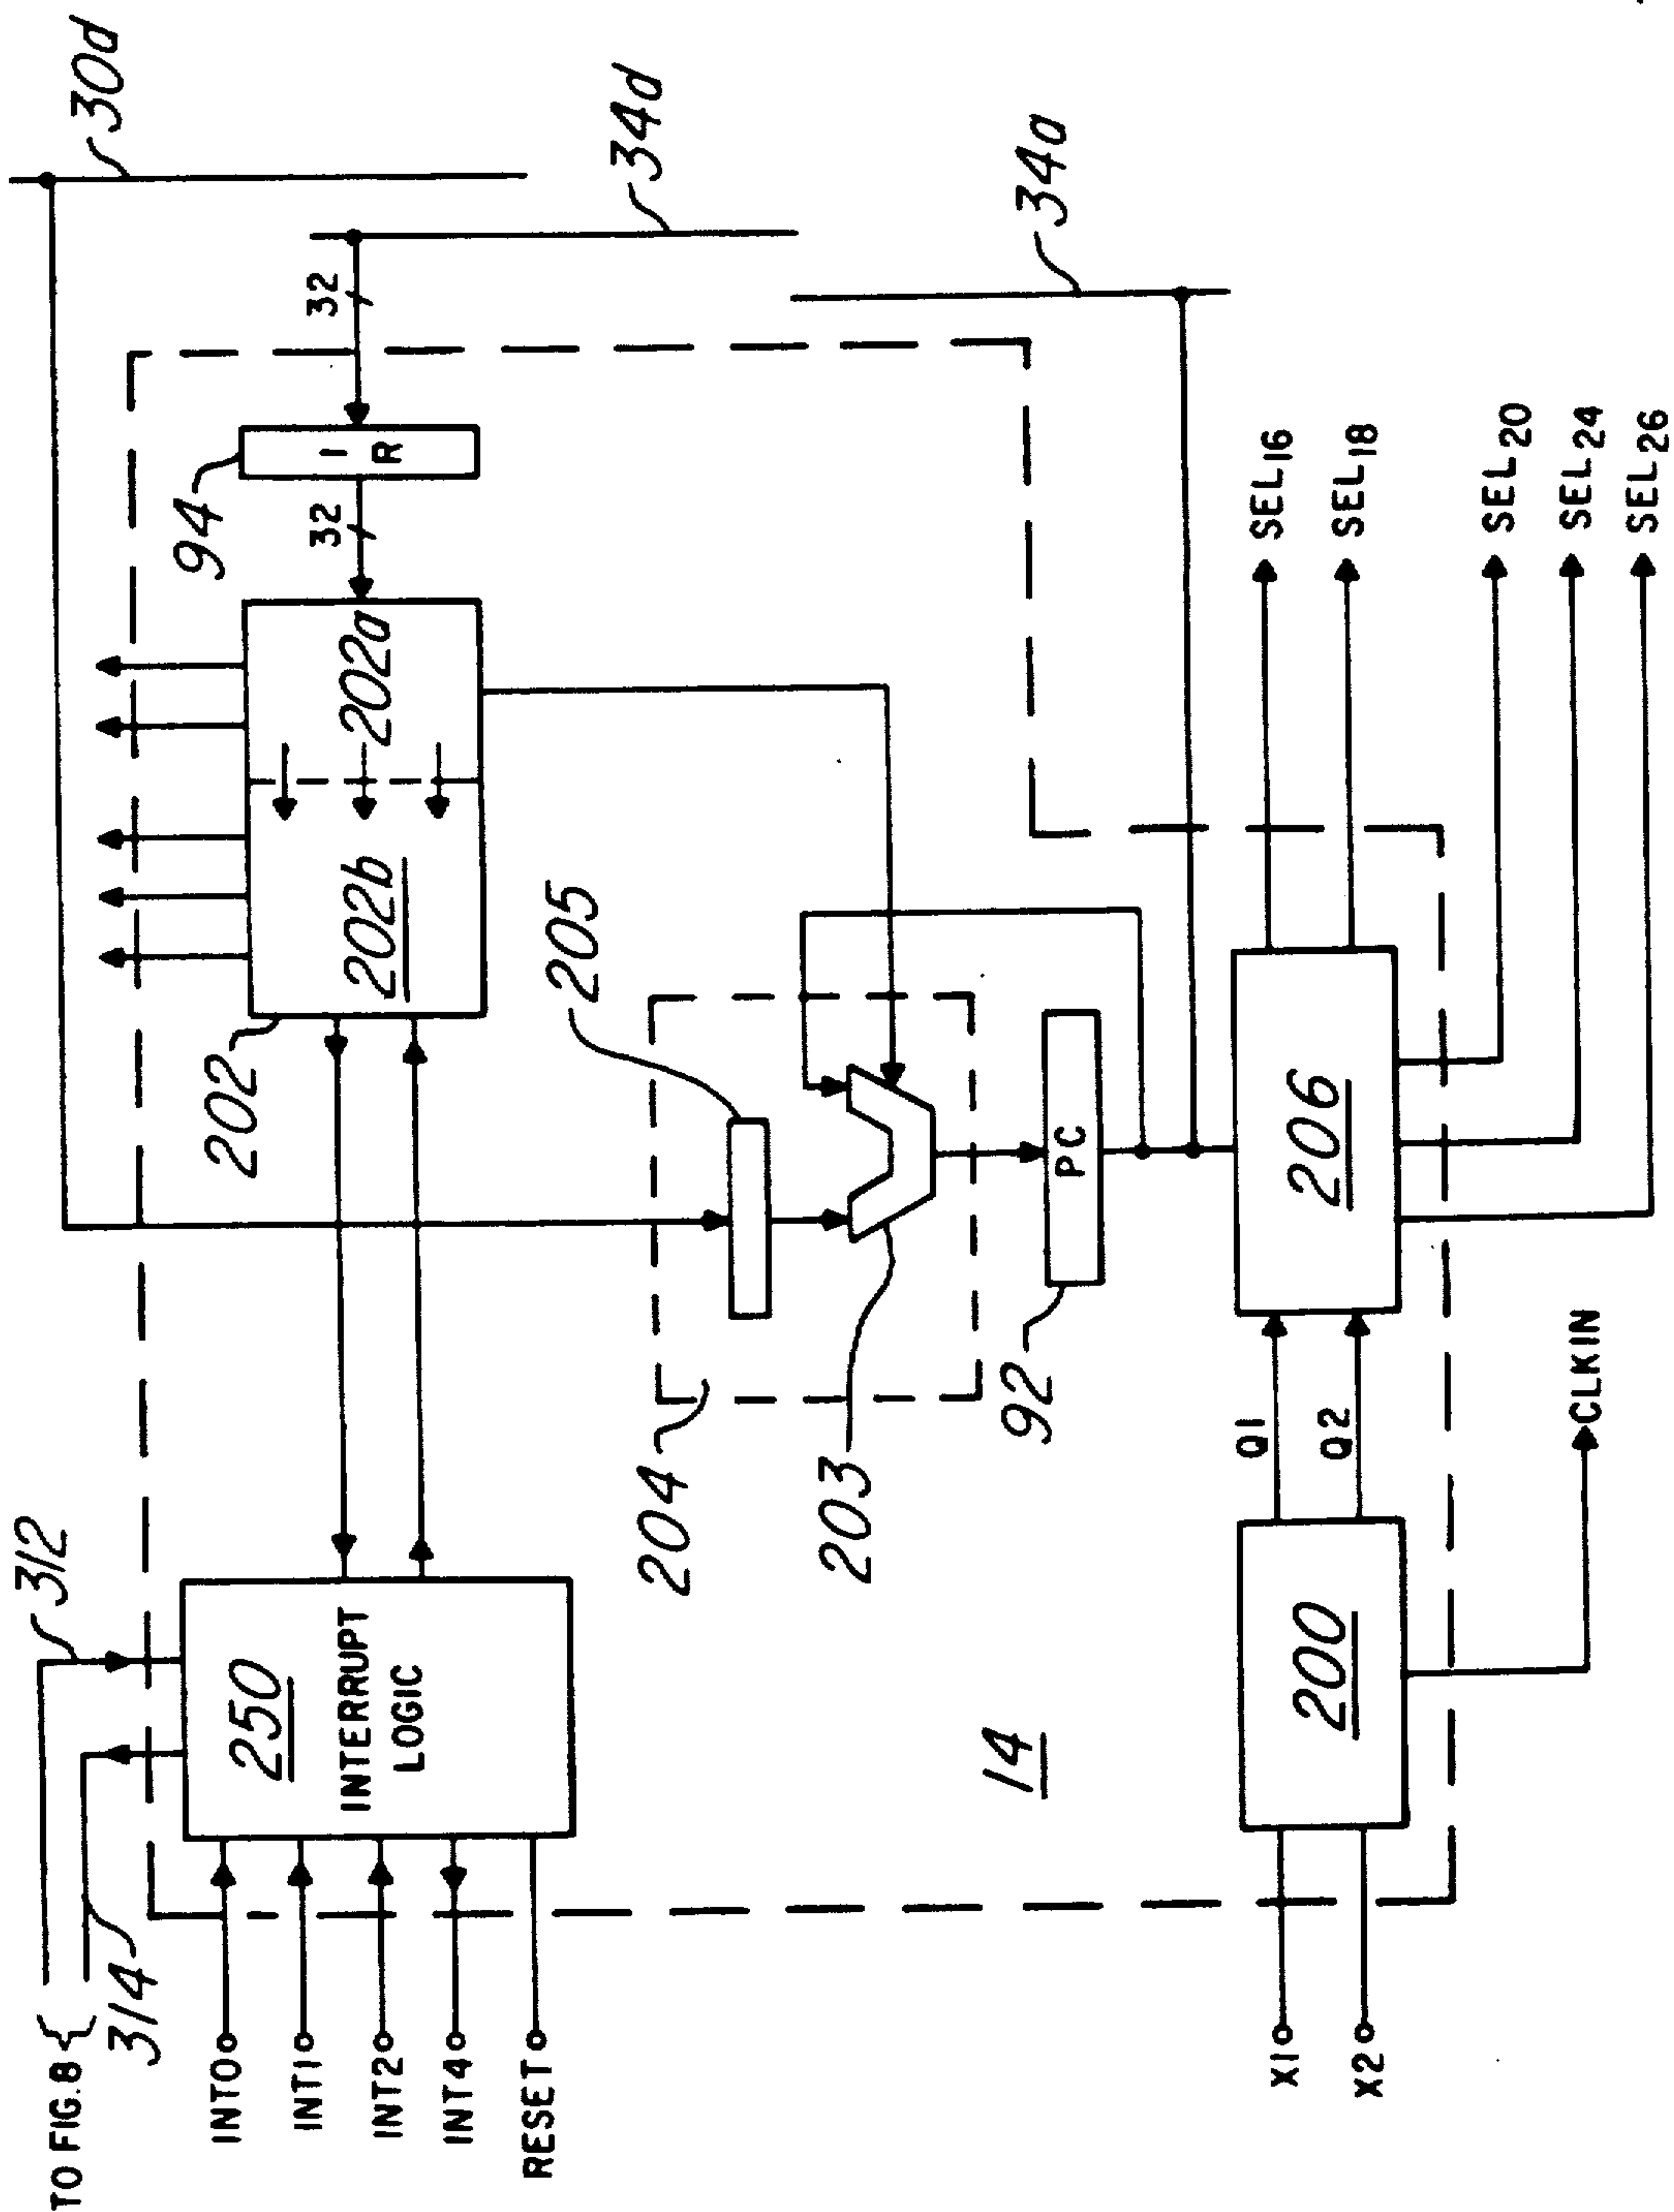 TO FIG.8 {
312
30d
314
94
INT0
202
250
INTERRUPT
LOGIC
INT1
32
I
R
32
202b
202a
INT2
INT4
RESET
205
34d
204
203
14
92
PC
34a
Q1
SEL16
X1
200
206
Q2
SEL18
X2
SEL20
CLKIN
SEL24
SEL26